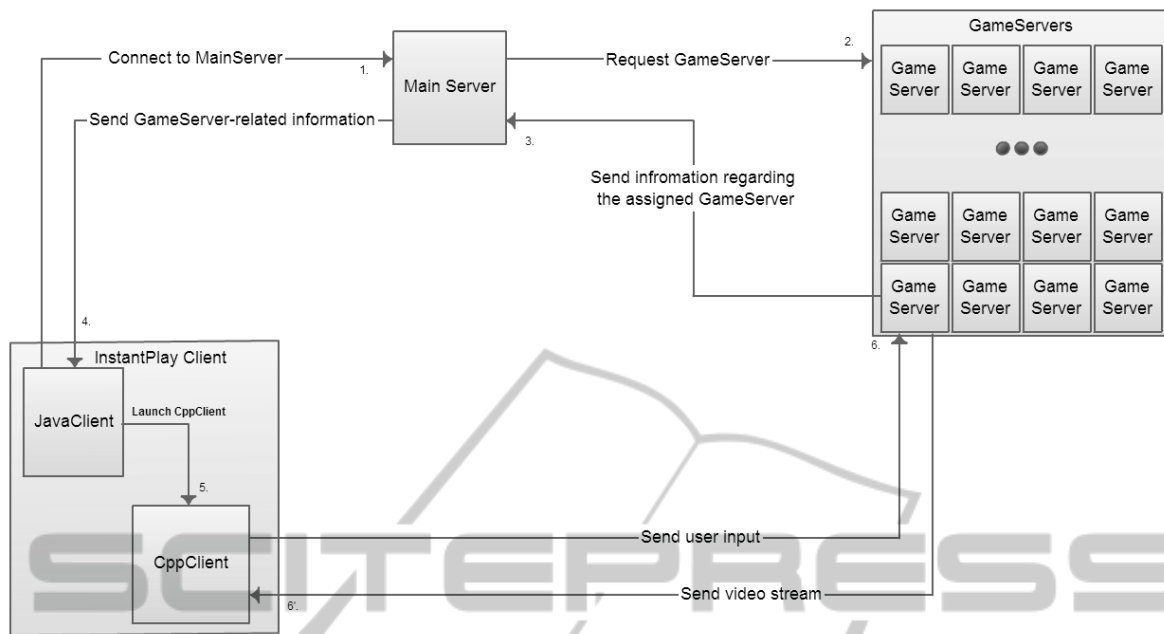 GameServers
Connect to MainServer
1.
Main Server
Request GameServer
2.
Game
Server
Game
Server
Game
Server
Game
Server
Send GameServer-related information
3.
Send infromation regarding
the assigned GameServer
Game
Server
Game
Server
Game
Server
Game
Server
Game
Server
Game
Server
Game
Server
Game
Server
4.
6.
InstantPlay Client
JavaClient
Launch CppClient
5.
CppClient
Send user input
Send video stream
6'.
SCITEPRESS